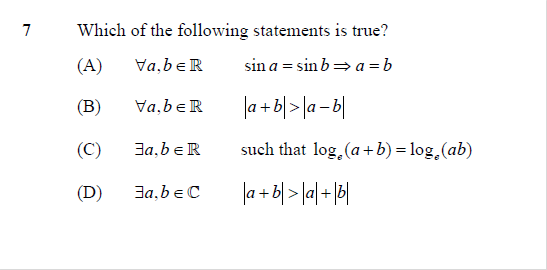 7 Which of the following statements is true?
(A) ∀a,b ∈ ℝ sin a = sin b ⇒ a = b
(B) ∀a,b ∈ ℝ |a + b| > |a − b|
(C) ∃a,b ∈ ℝ such that logₑ(a + b) = logₑ(ab)
(D) ∃a,b ∈ ℂ |a + b| > |a| + |b|